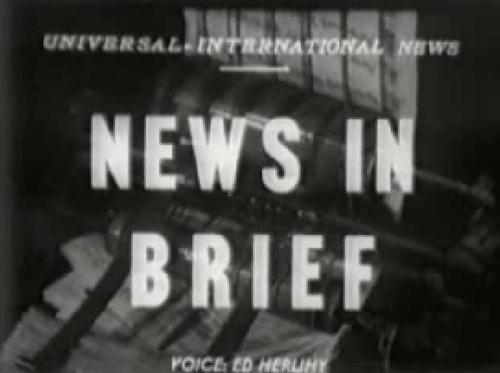 UNIVERSAL-INTERNATIONAL NEWS
NEWS IN
BRIEF
VOICE: ED HERLIHY